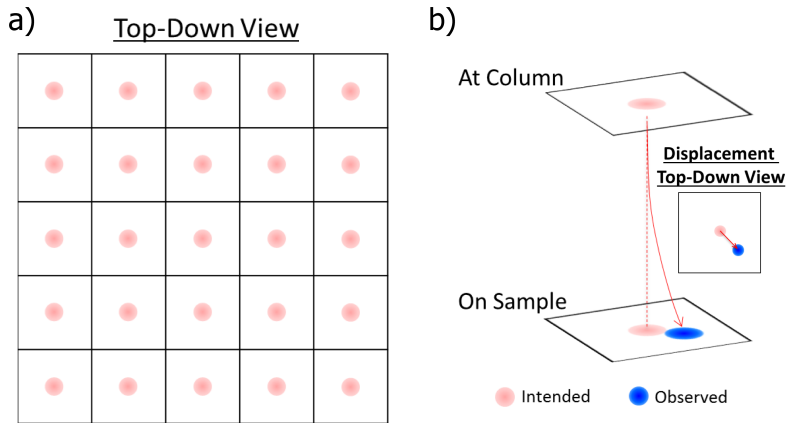 a)
Top-Down View
b)
At Column
Displacement
Top-Down View
On Sample
Intended
Observed